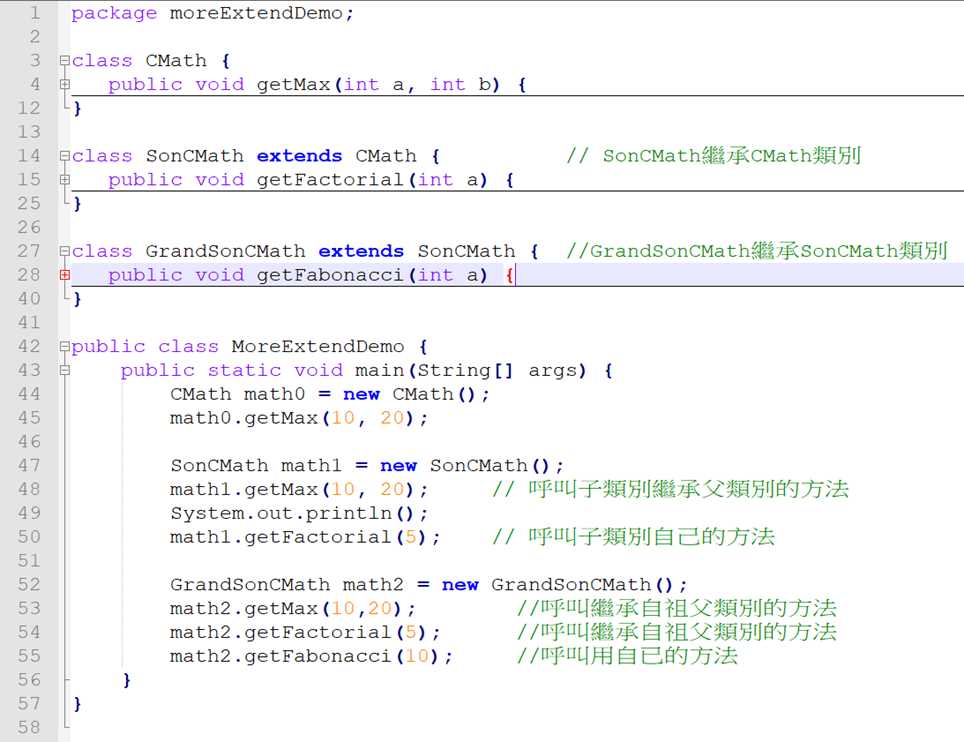 1 package moreExtendDemo;
2
3 class CMath {
4 public void getMax(int a, int b) {
12 }
13
14 class SonCMath extends CMath { // SonCMath繼承CMath類別
15 public void getFactorial(int a) {
25 }
26
27 class GrandSonCMath extends SonCMath { //GrandSonCMath繼承SonCMath類別
28 public void getFabonacci(int a) {
40 }
41
42 public class MoreExtendDemo {
43 public static void main(String[] args) {
44 CMath math0 = new CMath();
45 math0.getMax(10, 20);
46
47 SonCMath math1 = new SonCMath();
48 math1.getMax(10, 20); // 呼叫子類別繼承父類別的方法
49 System.out.println();
50 math1.getFactorial(5); // 呼叫子類別自己的方法
51
52 GrandSonCMath math2 = new GrandSonCMath();
53 math2.getMax(10,20); //呼叫繼承自祖父類別的方法
54 math2.getFactorial(5); //呼叫繼承自祖父類別的方法
55 math2.getFabonacci(10); //呼叫用自已的方法
56 }
57 }
58